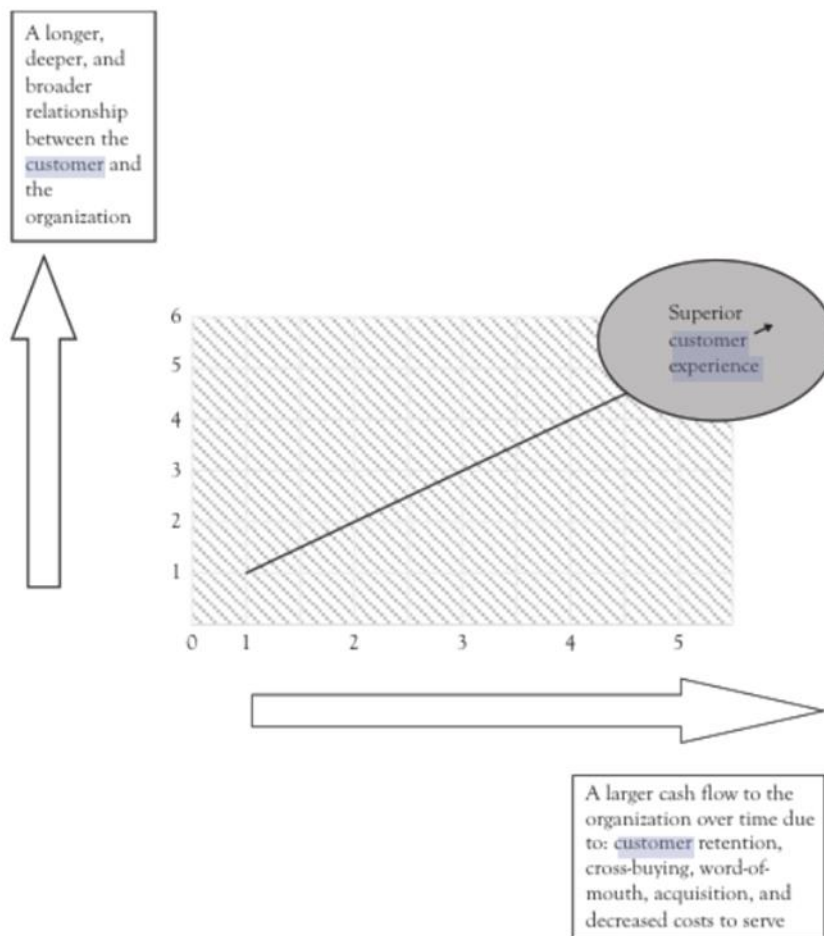 A longer,
deeper, and
broader
relationship
between the
customer and
the
organization
Superior
customer
experience
6
5
4
3
2
1
0 1 2 3 4 5
A larger cash flow to the
organization over time due
to: customer retention,
cross-buying, word-of-
mouth, acquisition, and
decreased costs to serve